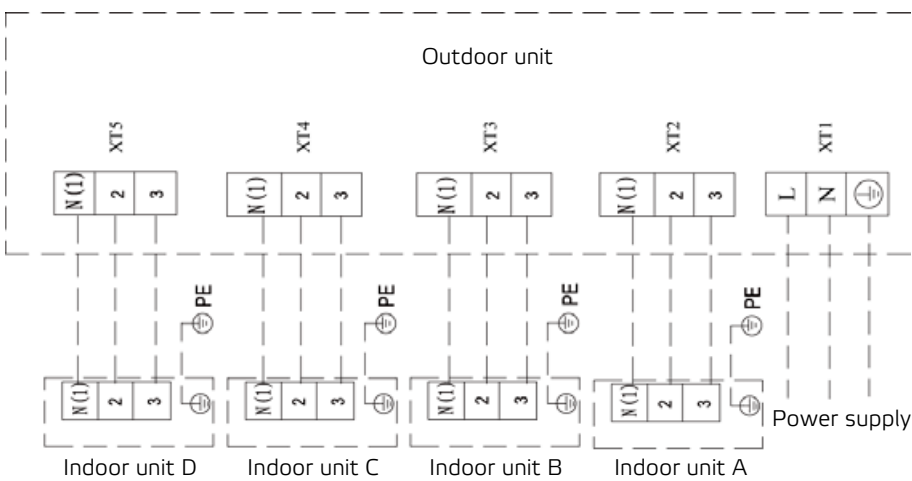 Outdoor unit
XT5 XT4 XT3 XT2 XT1
N(1) 2 3 N(1) 2 3 N(1) 2 3 N(1) 2 3 L N
PE PE PE PE
N(1) 2 3 N(1) 2 3 N(1) 2 3 N(1) 2 3
Power supply
Indoor unit D Indoor unit C Indoor unit B Indoor unit A